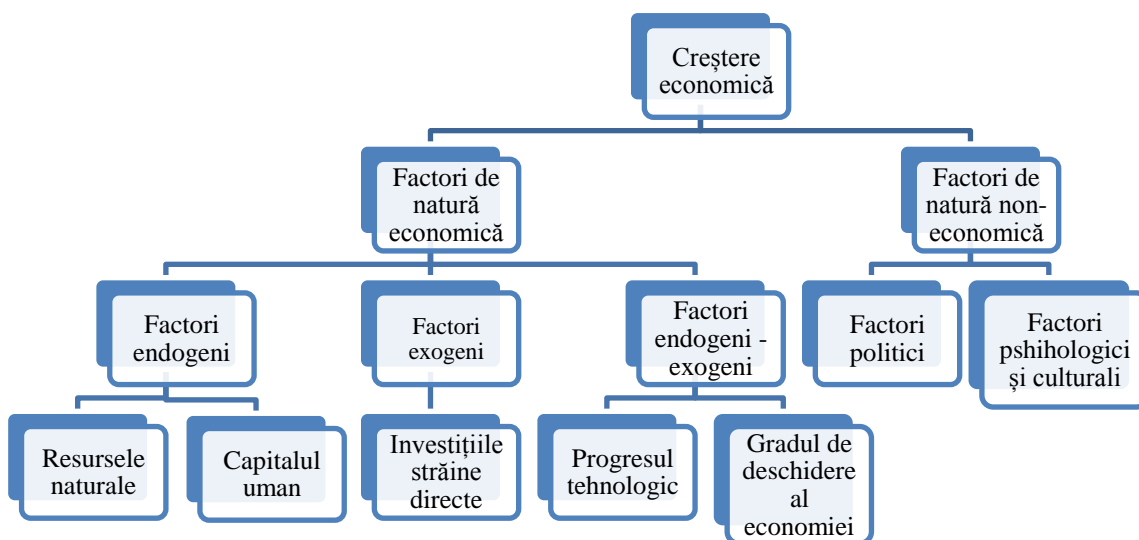 Creștere
economică
Factori de
natură
economică
Factori de
natură non-
economică
Factori
endogeni
Factori
exogeni
Factori
endogeni -
exogeni
Factori
politici
Factori
pshihologici
și culturali
Resursele
naturale
Capitalul
uman
Investițiile
străine
directe
Progresul
tehnologic
Gradul de
deschidere
al
economiei